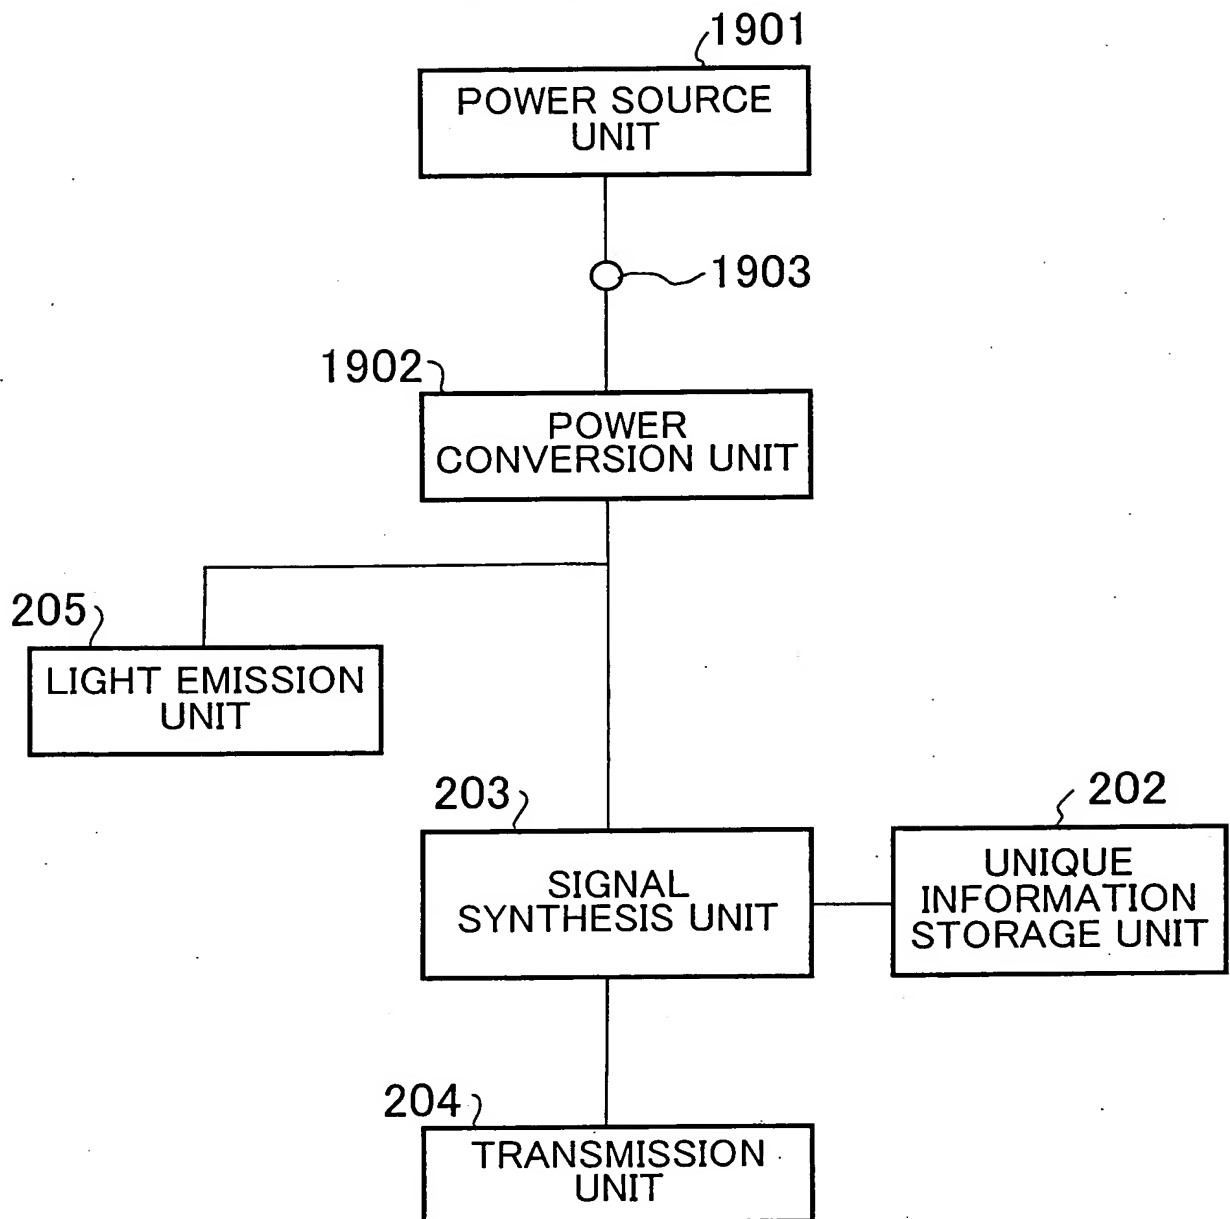 1901
POWER SOURCE
UNIT
1903
1902
POWER
CONVERSION UNIT
205
LIGHT EMISSION
UNIT
203
SIGNAL
SYNTHESIS UNIT
202
UNIQUE
INFORMATION
STORAGE UNIT
204
TRANSMISSION
UNIT